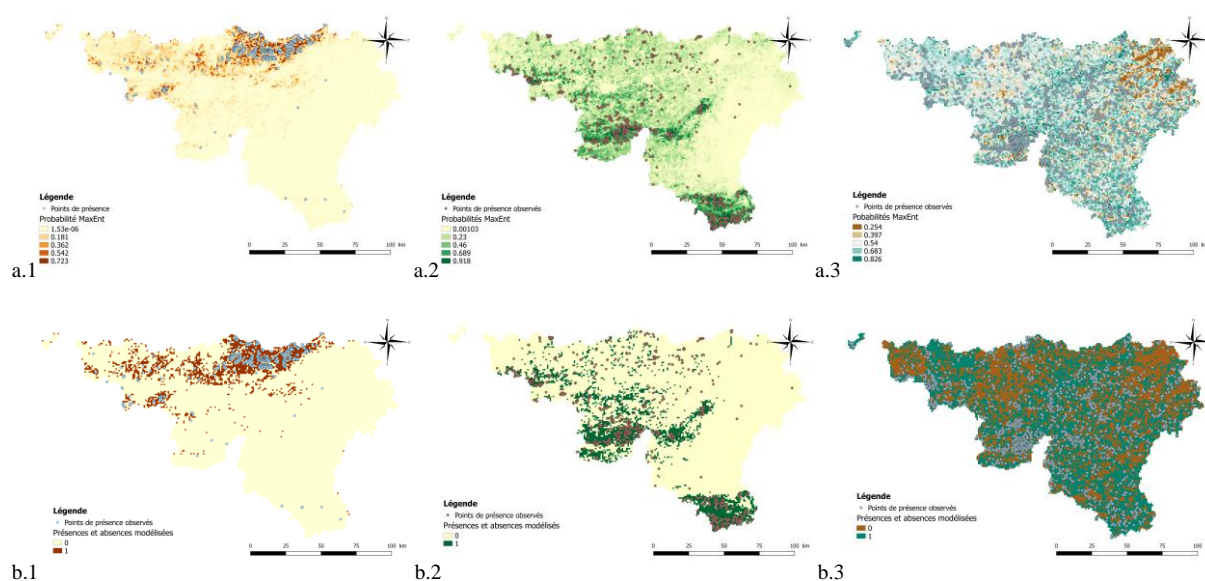 Légende
Points de présence
Probabilité MaxEnt
1.53e-06
0.181
0.362
0.542
0.723
0 25 50 75 100 km
a.1
Légende
Points de présence observés
Probabilités MaxEnt
0.00103
0.23
0.46
0.689
0.918
0 25 50 75 100 km
a.2
Légende
Points de présence observés
Pobabilités MaxEnt
0.254
0.397
0.54
0.683
0.826
0 25 50 75 100 km
a.3
Légende
Points de présence observés
Présences et absences modélisées
0
1
0 25 50 75 100 km
b.1
Légende
Points de présence observés
Présences et absences modélisés
0
1
0 25 50 75 100 km
b.2
Légende
Points de présence observés
Présences et absences modélisées
0
1
0 25 50 75 100 km
b.3